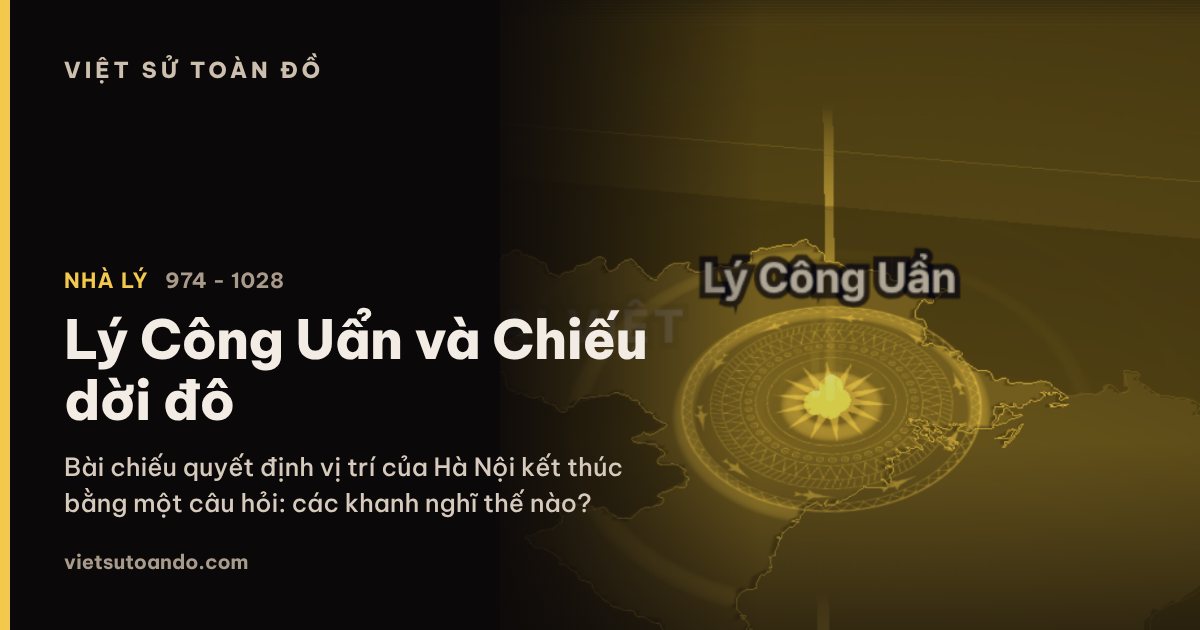 VIỆT SỬ TOÀN ĐỒ
NHÀ LÝ 974 - 1028
Lý Công Uẩn và Chiếu
dời đô
Bài chiếu quyết định vị trí của Hà Nội kết thúc
bằng một câu hỏi: các khanh nghĩ thế nào?
vietsutoando.com
Lý Công Uẩn